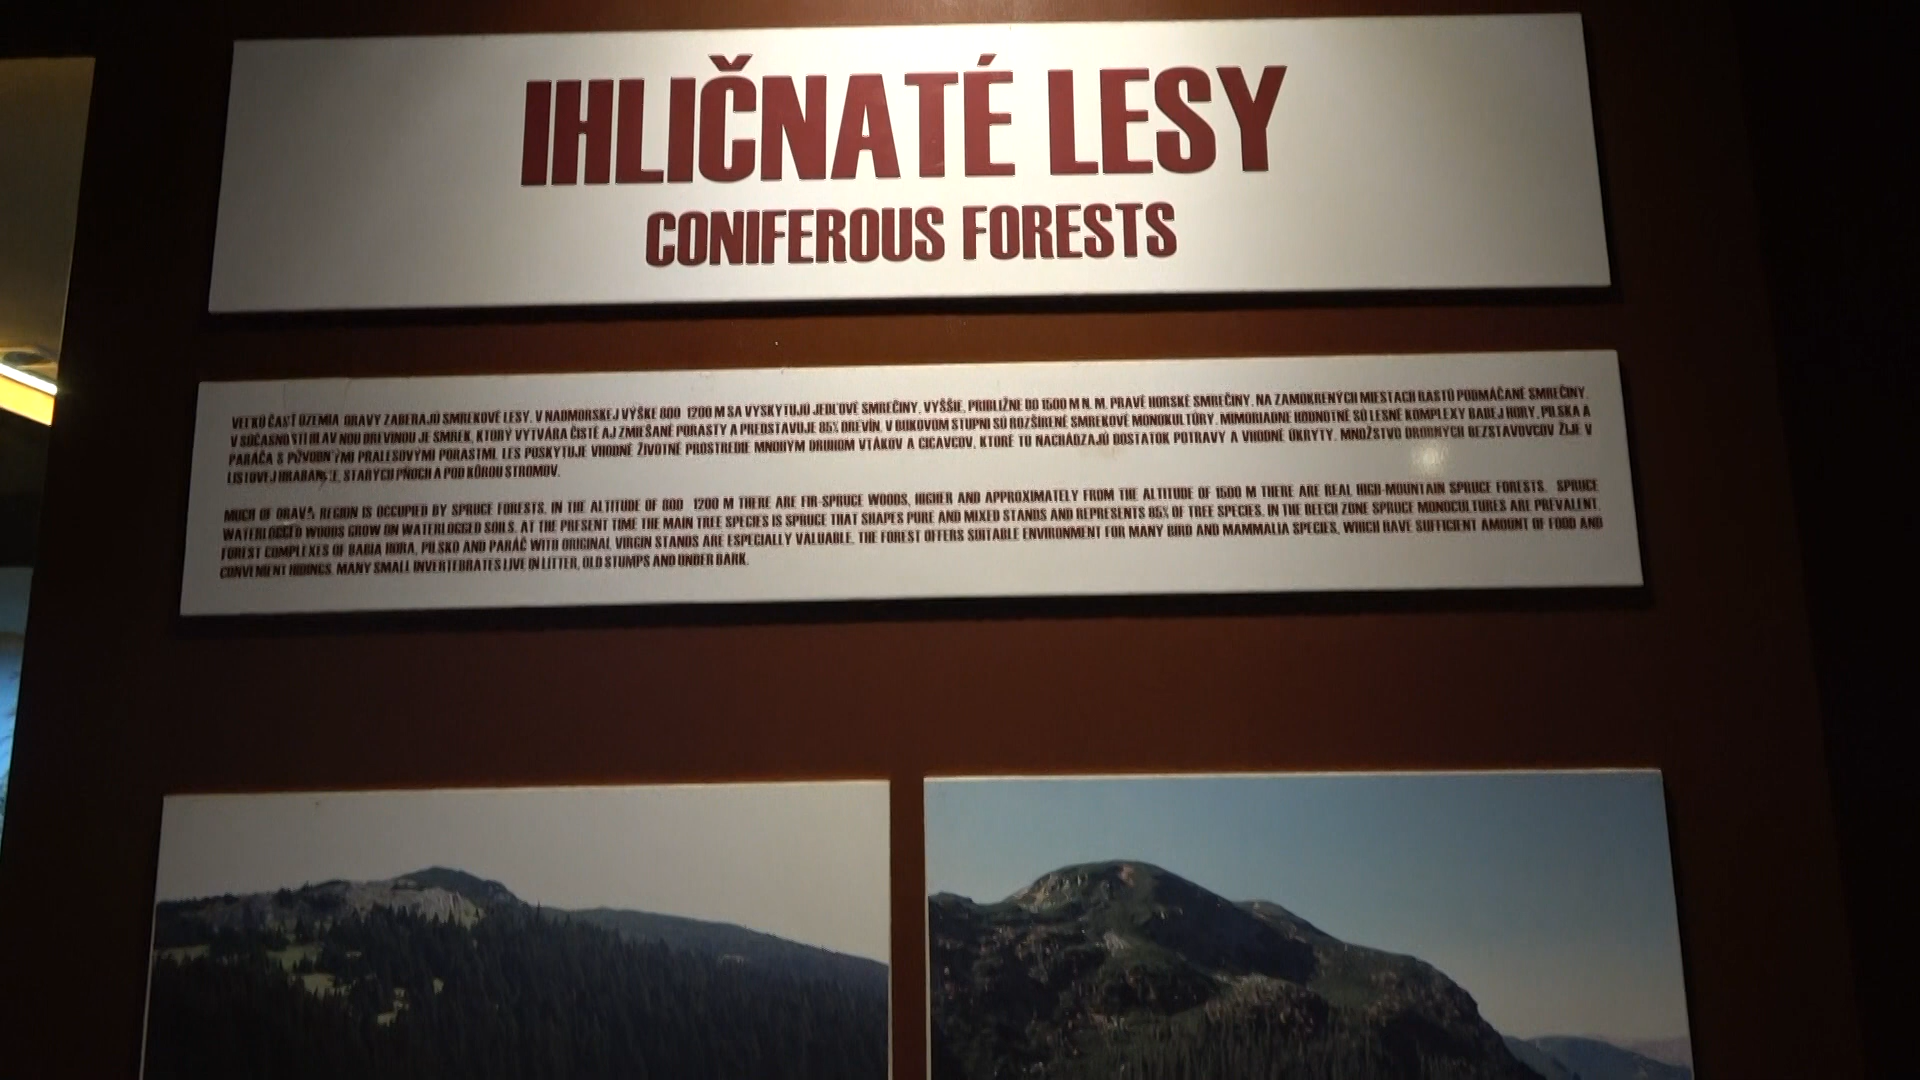 IHLIČNATÉ LESY
CONIFEROUS FORESTS
VEĽKÚ ČASŤ ÚZEMIA ORAVY ZABERAJÚ SMREKOVÉ LESY. V NADMORSKEJ VÝŠKE 800 1200 M SA VYSKYTUJÚ JEDĽOVÉ SMREČINY, VYŠŠIE, PRIBLIŽNE DO 1500 M N. M. PRAVÉ HORSKÉ SMREČINY. NA ZAMOKRENÝCH MIESTACH RASTÚ PODMÁČANÉ SMREČINY.
V SÚČASNOSTI HLAVNOU DREVINOU JE SMREK, KTORÝ VYTVÁRA ČISTÉ AJ ZMIEŠANÉ PORASTY A PREDSTAVUJE 85% DREVÍN. V BUKOVOM STUPNI SÚ ROZŠÍRENÉ SMREKOVÉ MONOKULTÚRY. MIMORIADNE HODNOTNÉ SÚ LESNÉ KOMPLEXY BABEJ HORY, PILSKA A
PARÁČA S PÔVODNÝMI PRALESOVÝMI PORASTMI. LES POSKYTUJE VHODNÉ ŽIVOTNÉ PROSTREDIE MNOHÝM DRUHOM VTÁKOV A CICAVCOV, KTORÉ TU NACHÁDZAJÚ DOSTATOK POTRAVY A VHODNÉ ÚKRYTY. MNOŽSTVO DROBNÝCH BEZSTAVOVCOV ŽIJE V
LISTOVEJ HRABANKE, STARÝCH PŇOCH A POD KÔROU STROMOV.
MUCH OF ORAVA REGION IS OCCUPIED BY SPRUCE FORESTS. IN THE ALTITUDE OF 800 1200 M THERE ARE FIR-SPRUCE WOODS, HIGHER AND APPROXIMATELY FROM THE ALTITUDE OF 1500 M THERE ARE REAL HIGH-MOUNTAIN SPRUCE FORESTS. SPRUCE
WATERLOGGED WOODS GROW ON WATERLOGGED SOILS. AT THE PRESENT TIME THE MAIN TREE SPECIES IS SPRUCE THAT SHAPES PURE AND MIXED STANDS AND REPRESENTS 85% OF TREE SPECIES. IN THE BEECH ZONE SPRUCE MONOCULTURES ARE PREVALENT.
FOREST COMPLEXES OF BABIA HORA, PILSKO AND PARÁČ WITH ORIGINAL VIRGIN STANDS ARE ESPECIALLY VALUABLE. THE FOREST OFFERS SUITABLE ENVIRONMENT FOR MANY BIRD AND MAMMALIA SPECIES, WHICH HAVE SUFFICIENT AMOUNT OF FOOD AND
CONVENIENT HIDINGS. MANY SMALL INVERTEBRATES LIVE IN LITTER, OLD STUMPS AND UNDER BARK.